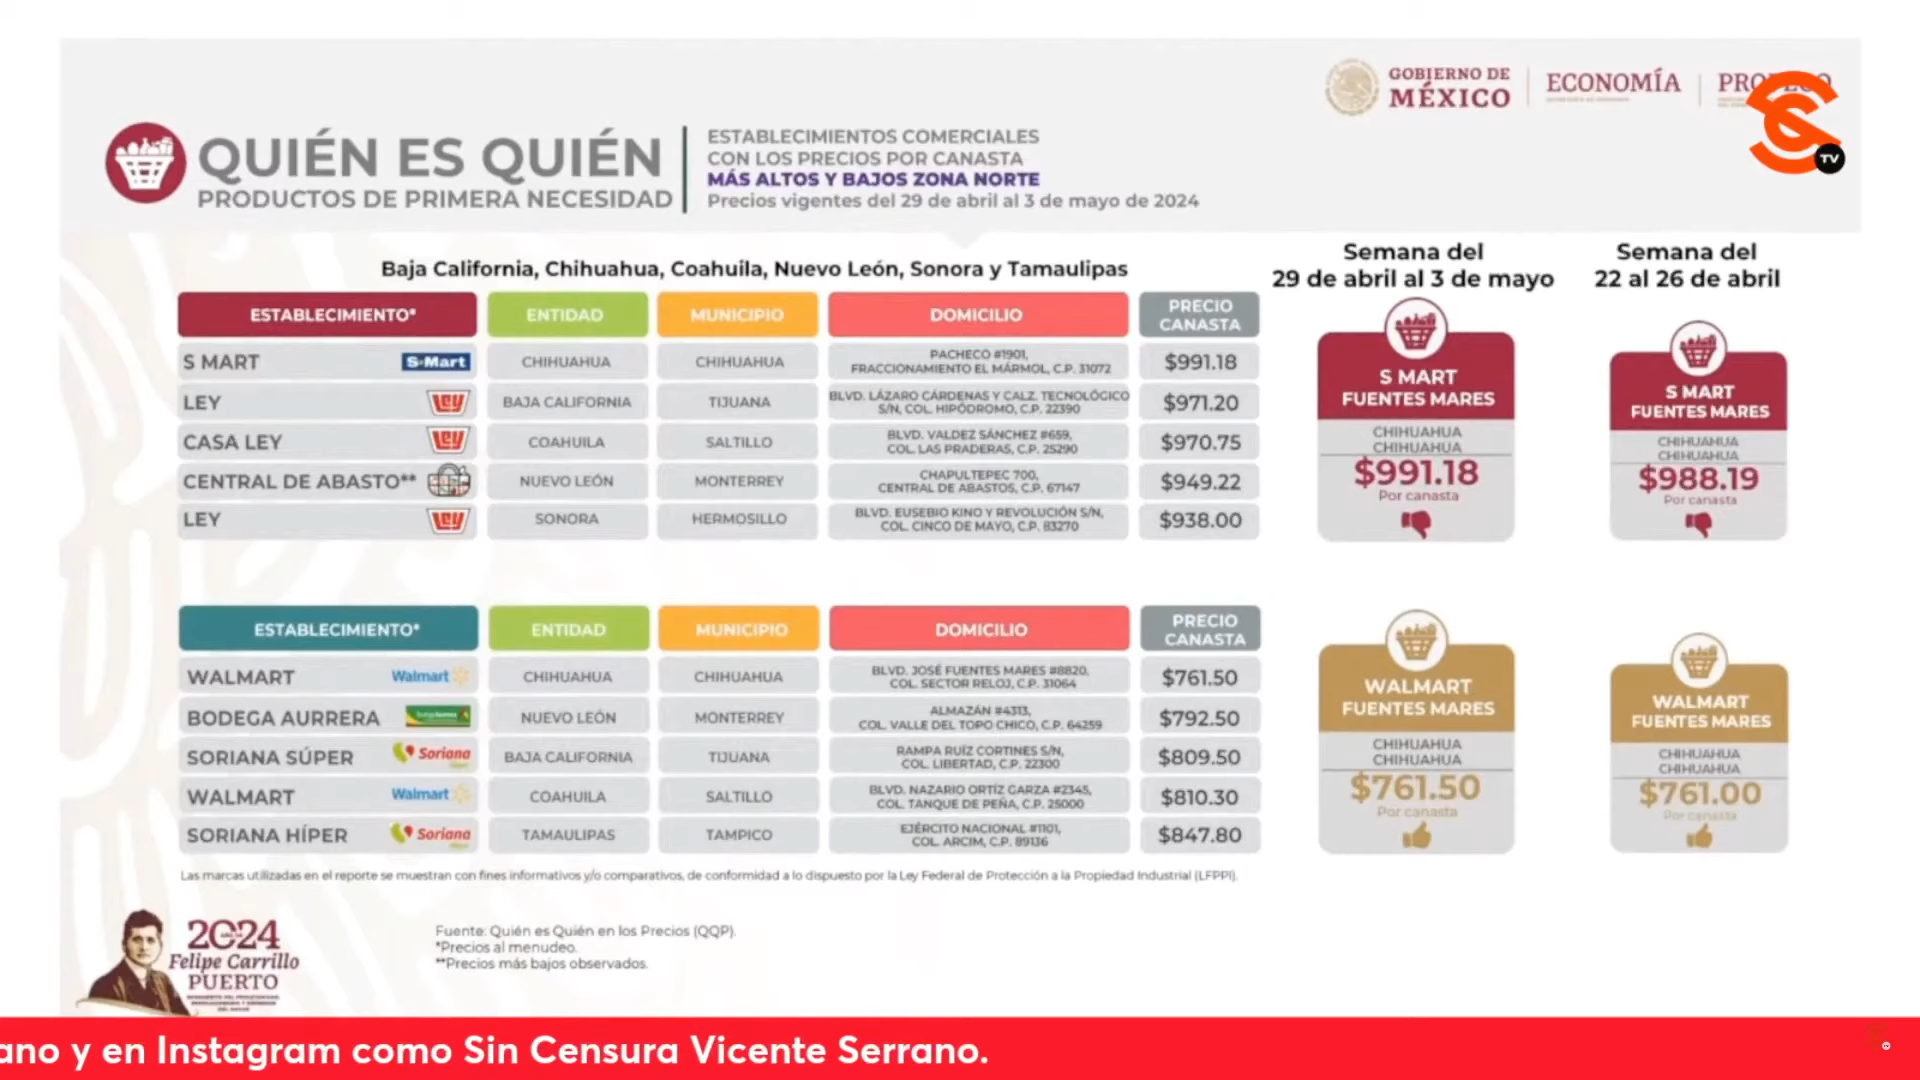 GOBIERNO DE
MÉXICO
ECONOMÍA
TV
QUIÉN ES QUIÉN
PRODUCTOS DE PRIMERA NECESIDAD
ESTABLECIMIENTOS COMERCIALES
CON LOS PRECIOS POR CANASTA
MÁS ALTOS Y BAJOS ZONA NORTE
Precios vigentes del 29 de abril al 3 de mayo de 2024
Baja California, Chihuahua, Coahuila, Nuevo León, Sonora y Tamaulipas
ESTABLECIMIENTO* ENTIDAD MUNICIPIO DOMICILIO PRECIO CANASTA
S MART S-Mart CHIHUAHUA CHIHUAHUA PACHECO #1901, FRACCIONAMIENTO EL MÁRMOL, C.P. 31072 $991.18
LEY Ley BAJA CALIFORNIA TIJUANA BLVD. LÁZARO CÁRDENAS Y CALZ. TECNOLÓGICO S/N, COL. HIPÓDROMO, C.P. 22390 $971.20
CASA LEY Ley COAHUILA SALTILLO BLVD. VALDEZ SÁNCHEZ #659, COL. LAS PRADERAS, C.P. 25290 $970.75
CENTRAL DE ABASTO** NUEVO LEÓN MONTERREY CHAPULTEPEC 700, CENTRAL DE ABASTOS, C.P. 67147 $949.22
LEY Ley SONORA HERMOSILLO BLVD. EUSEBIO KINO Y REVOLUCIÓN S/N, COL. CINCO DE MAYO, C.P. 83270 $938.00
Semana del
29 de abril al 3 de mayo
S MART
FUENTES MARES
CHIHUAHUA
CHIHUAHUA
$991.18
Por canasta
Semana del
22 al 26 de abril
S MART
FUENTES MARES
CHIHUAHUA
CHIHUAHUA
$988.19
Por canasta
ESTABLECIMIENTO* ENTIDAD MUNICIPIO DOMICILIO PRECIO CANASTA
WALMART Walmart CHIHUAHUA CHIHUAHUA BLVD. JOSÉ FUENTES MARES #8820, COL. SECTOR RELOJ, C.P. 31064 $761.50
BODEGA AURRERA NUEVO LEÓN MONTERREY ALMAZÁN #4313, COL. VALLE DEL TOPO CHICO, C.P. 64259 $792.50
SORIANA SÚPER Soriana BAJA CALIFORNIA TIJUANA RAMPA RUÍZ CORTINES S/N, COL. LIBERTAD, C.P. 22300 $809.50
WALMART Walmart COAHUILA SALTILLO BLVD. NAZARIO ORTÍZ GARZA #2345, COL. TANQUE DE PEÑA, C.P. 25000 $810.30
SORIANA HÍPER Soriana TAMAULIPAS TAMPICO EJÉRCITO NACIONAL #1101, COL. ARCIM, C.P. 89136 $847.80
WALMART
FUENTES MARES
CHIHUAHUA
CHIHUAHUA
$761.50
Por canasta
WALMART
FUENTES MARES
CHIHUAHUA
CHIHUAHUA
$761.00
Por canasta
Las marcas utilizadas en el reporte se muestran con fines informativos y/o comparativos, de conformidad a lo dispuesto por la Ley Federal de Protección a la Propiedad Industrial (LFPPI).
2024
Felipe Carrillo
PUERTO
Fuente: Quién es Quién en los Precios (QQP).
*Precios al menudeo.
**Precios más bajos observados.
ano y en Instagram como Sin Censura Vicente Serrano.